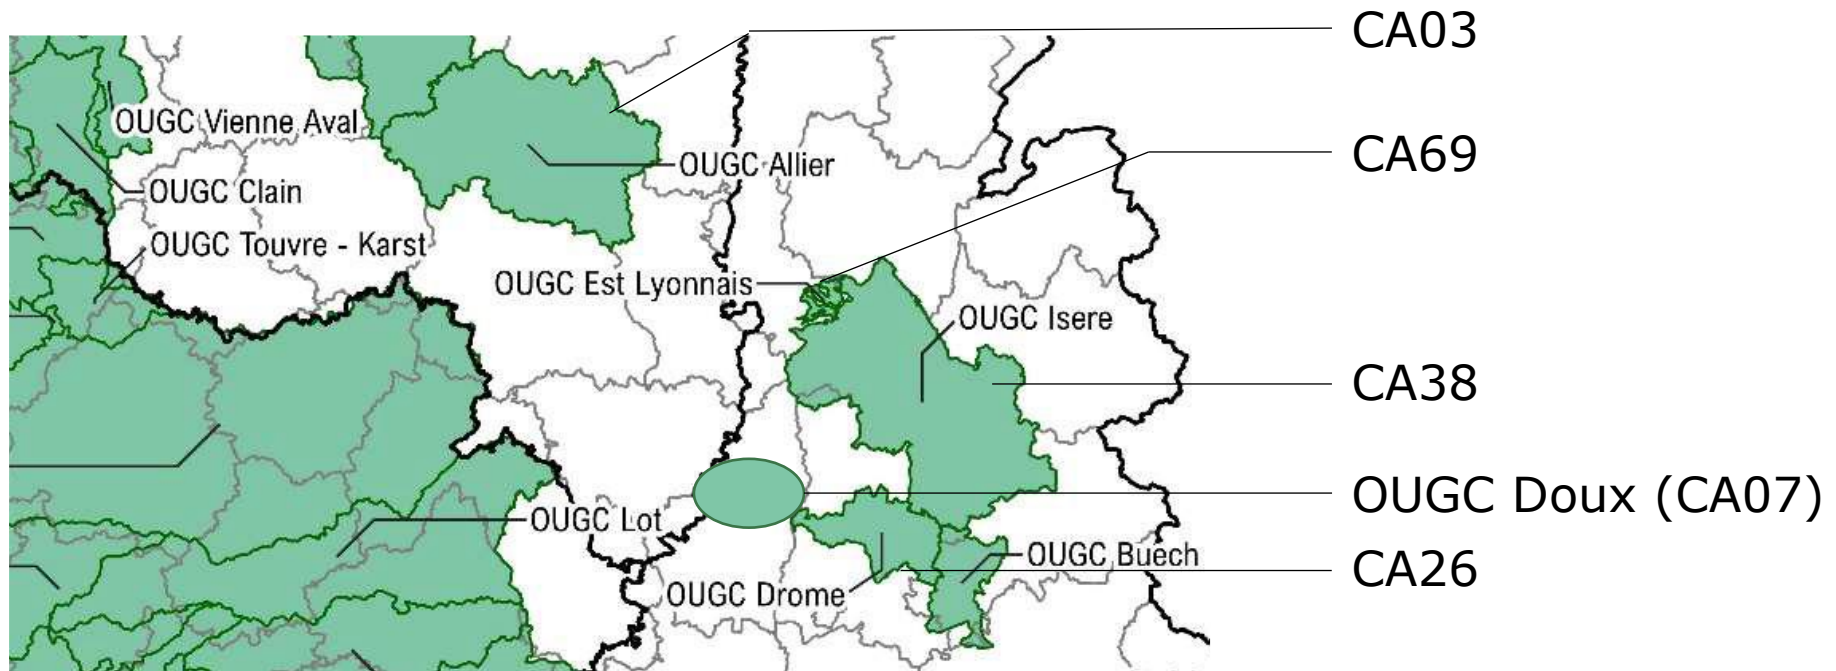 CA03
OUGC Vienne Aval
CA69
OUGC Allier
OUGC Clain
OUGC Touvre - Karst
OUGC Est Lyonnais
OUGC Isere
CA38
OUGC Doux (CA07)
OUGC Lot
OUGC Buech
CA26
OUGC Drome